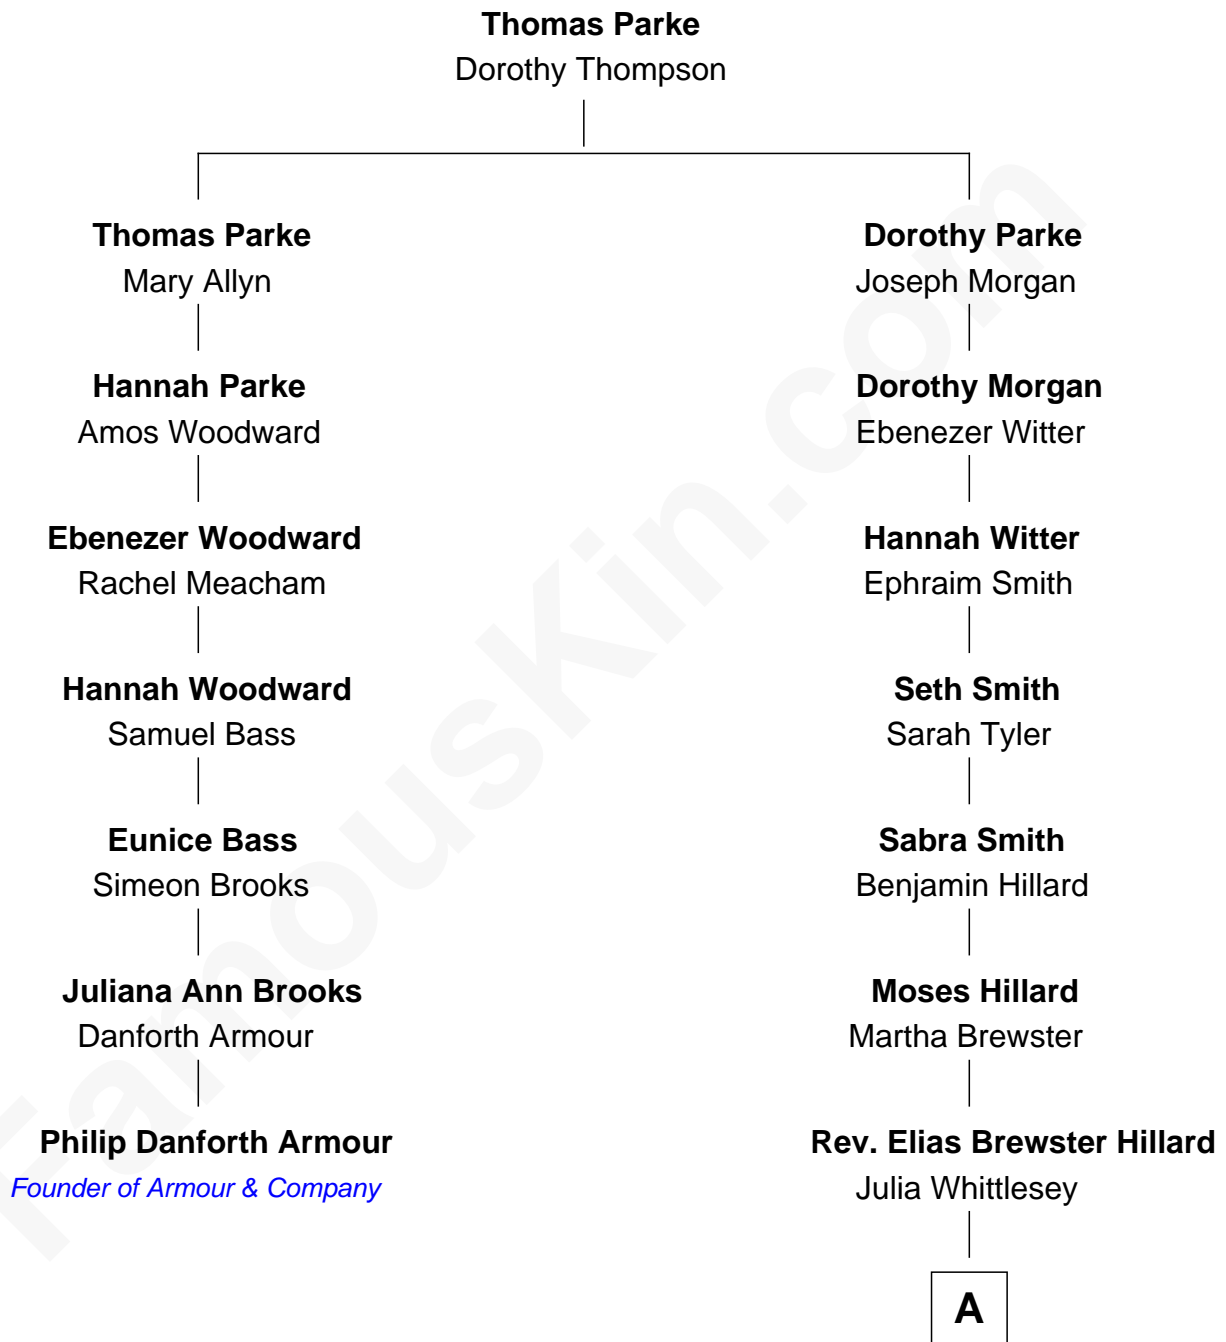 Thomas Parke
Dorothy Thompson
Thomas Parke
Mary Allyn
Hannah Parke
Amos Woodward
Ebenezer Woodward
Rachel Meacham
Hannah Woodward
Samuel Bass
Eunice Bass
Simeon Brooks
Juliana Ann Brooks
Danforth Armour
Philip Danforth Armour
Founder of Armour & Company
Dorothy Parke
Joseph Morgan
Dorothy Morgan
Ebenezer Witter
Hannah Witter
Ephraim Smith
Seth Smith
Sarah Tyler
Sabra Smith
Benjamin Hillard
Moses Hillard
Martha Brewster
Rev. Elias Brewster Hillard
Julia Whittlesey
A
FamousKin.com